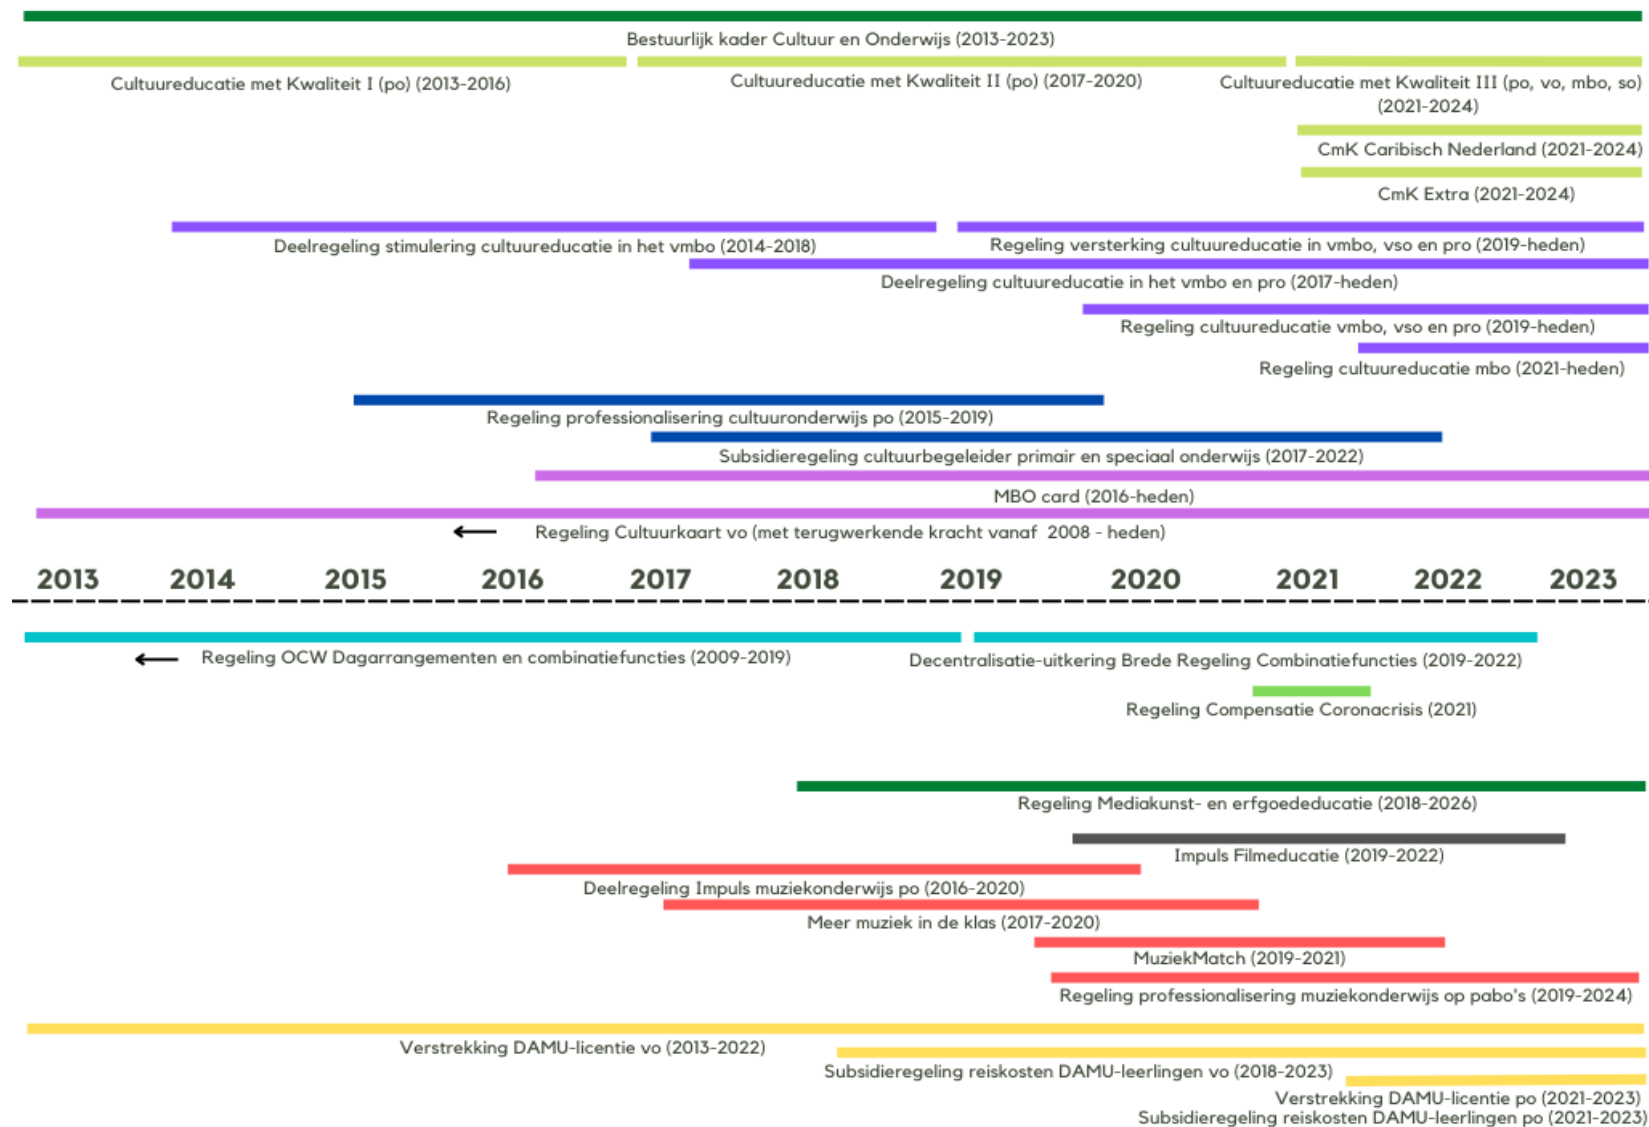 Bestuurlijk kader Cultuur en Onderwijs (2013-2023)
Cultuureducatie met Kwaliteit I (po) (2013-2016)
Cultuureducatie met Kwaliteit II (po) (2017-2020)
Cultuureducatie met Kwaliteit III (po, vo, mbo, so)
(2021-2024)
CmK Caribisch Nederland (2021-2024)
CmK Extra (2021-2024)
Deelregeling stimulering cultuureducatie in het vmbo (2014-2018)
Regeling versterking cultuureducatie in vmbo, vso en pro (2019-heden)
Deelregeling cultuureducatie in het vmbo en pro (2017-heden)
Regeling cultuureducatie vmbo, vso en pro (2019-heden)
Regeling cultuureducatie mbo (2021-heden)
Regeling professionalisering cultuuronderwijs po (2015-2019)
Subsidieregeling cultuurbegeleider primair en speciaal onderwijs (2017-2022)
MBO card (2016-heden)
Regeling Cultuurkaart vo (met terugwerkende kracht vanaf 2008 - heden)
2013 2014 2015 2016 2017 2018 2019 2020 2021 2022 2023
Regeling OCW Dagarrangementen en combinatiefuncties (2009-2019)
Decentralisatie-uitkering Brede Regeling Combinatiefuncties (2019-2022)
Regeling Compensatie Coronacrisis (2021)
Regeling Mediakunst- en erfgoededucatie (2018-2026)
Impuls Filmeducatie (2019-2022)
Deelregeling Impuls muziekonderwijs po (2016-2020)
Meer muziek in de klas (2017-2020)
MuziekMatch (2019-2021)
Regeling professionalisering muziekonderwijs op pabo's (2019-2024)
Verstrekking DAMU-licentie vo (2013-2022)
Subsidieregeling reiskosten DAMU-leerlingen vo (2018-2023)
Verstrekking DAMU-licentie po (2021-2023)
Subsidieregeling reiskosten DAMU-leerlingen po (2021-2023)